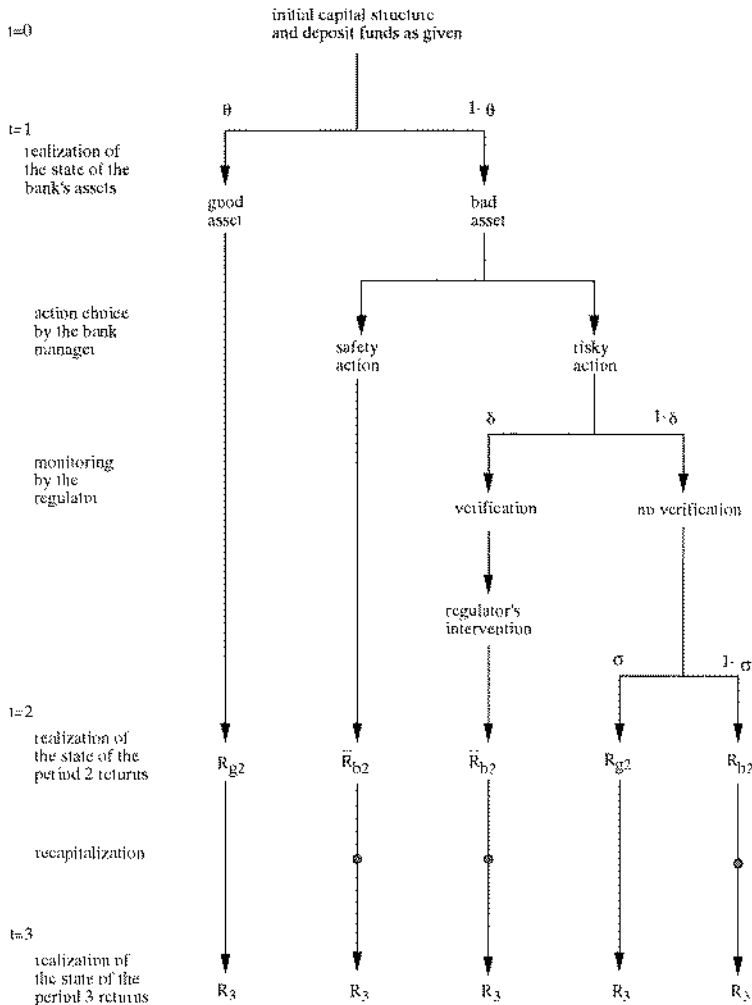 t=0
initial capital structure
and deposit funds as given
θ
1-θ
t=1
realization of
the state of the
bank's assets
good
asset
bad
asset
action choice
by the bank
manager
safety
action
risky
action
δ
1-δ
monitoring
by the
regulator
verification
no verification
regulator's
intervention
σ
1-σ
t=2
realization of
the state of the
period 2 returns
Rg2
R̈b2
R̈b2
Rg2
Rb2
recapitalization
t=3
realization of
the state of the
period 3 returns
R3
R3
R3
R3
R3